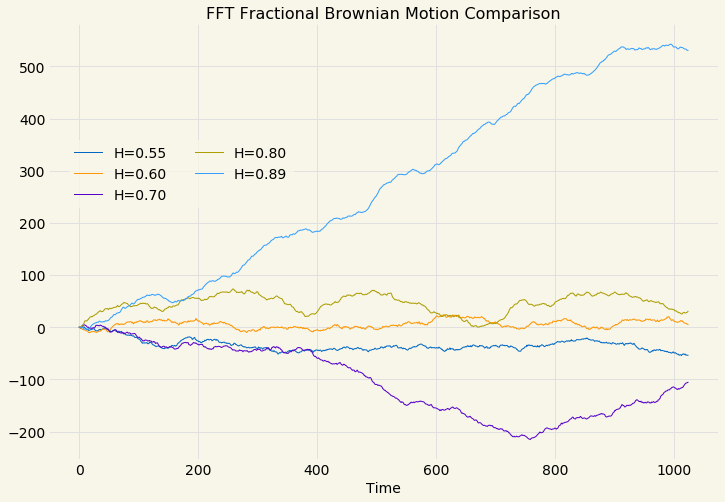 FFT Fractional Brownian Motion Comparison
500
400
300
200
100
0
−100
−200
H=0.55
H=0.60
H=0.70
H=0.80
H=0.89
0 200 400 600 800 1000
Time